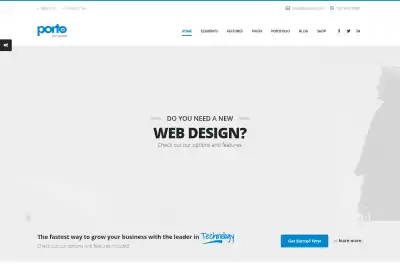 porto
HOME ELEMENTS FEATURES PAGES PORTFOLIO BLOG SHOP
DO YOU NEED A NEW
WEB DESIGN?
Check out our options and features
The fastest way to grow your business with the leader in Technology
Check out our options and features included.
Get Started Now
or learn more.